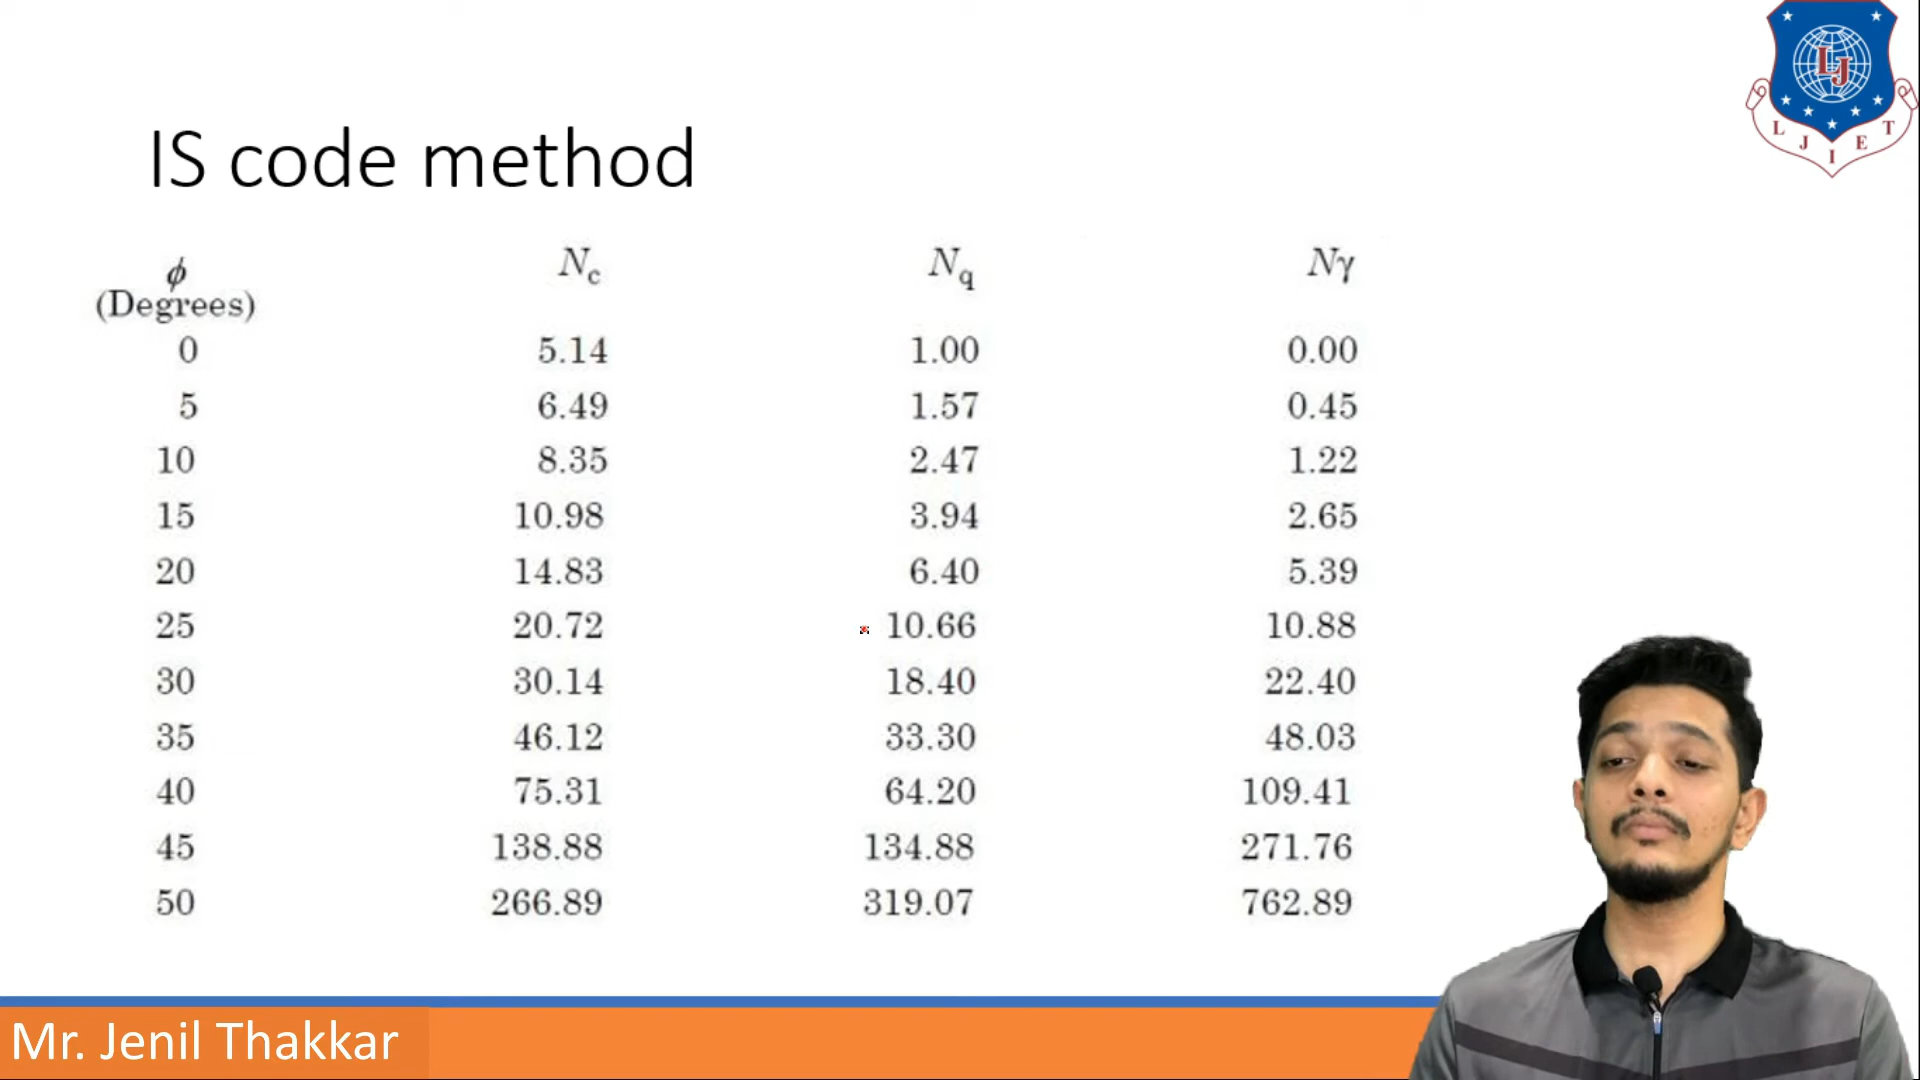 L J I E T
LJ
IS code method
ϕ Nc Nq Nγ
(Degrees)
0 5.14 1.00 0.00
5 6.49 1.57 0.45
10 8.35 2.47 1.22
15 10.98 3.94 2.65
20 14.83 6.40 5.39
25 20.72 10.66 10.88
30 30.14 18.40 22.40
35 46.12 33.30 48.03
40 75.31 64.20 109.41
45 138.88 134.88 271.76
50 266.89 319.07 762.89
Mr. Jenil Thakkar